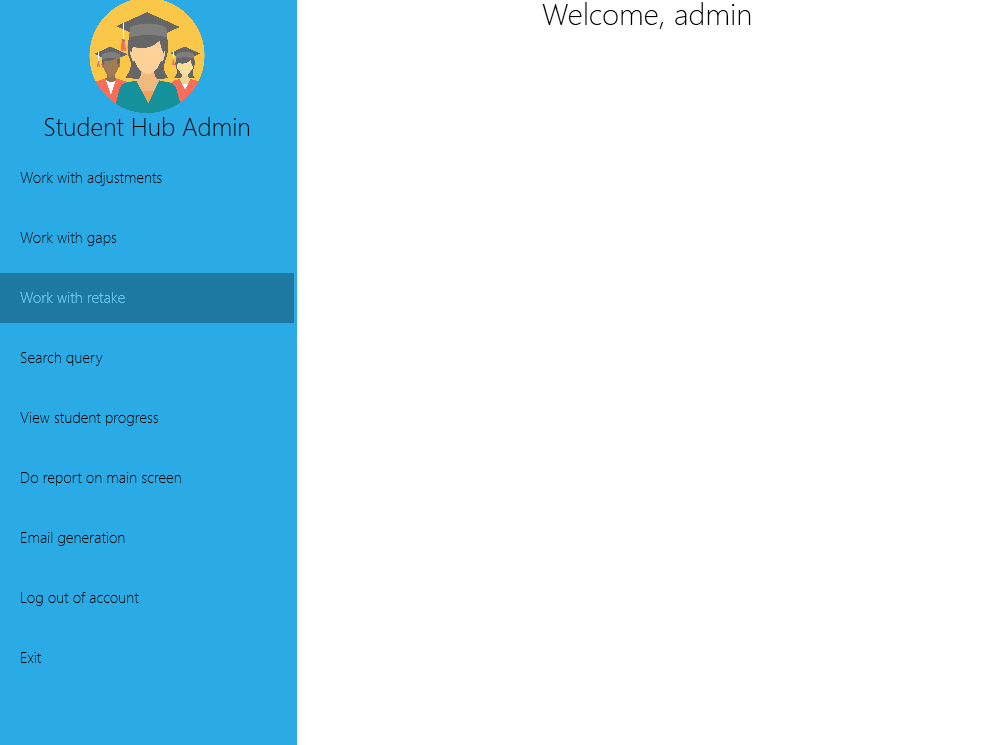 Welcome, admin
Student Hub Admin
Work with adjustments
Work with gaps
Work with retake
Search query
View student progress
Do report on main screen
Email generation
Log out of account
Exit